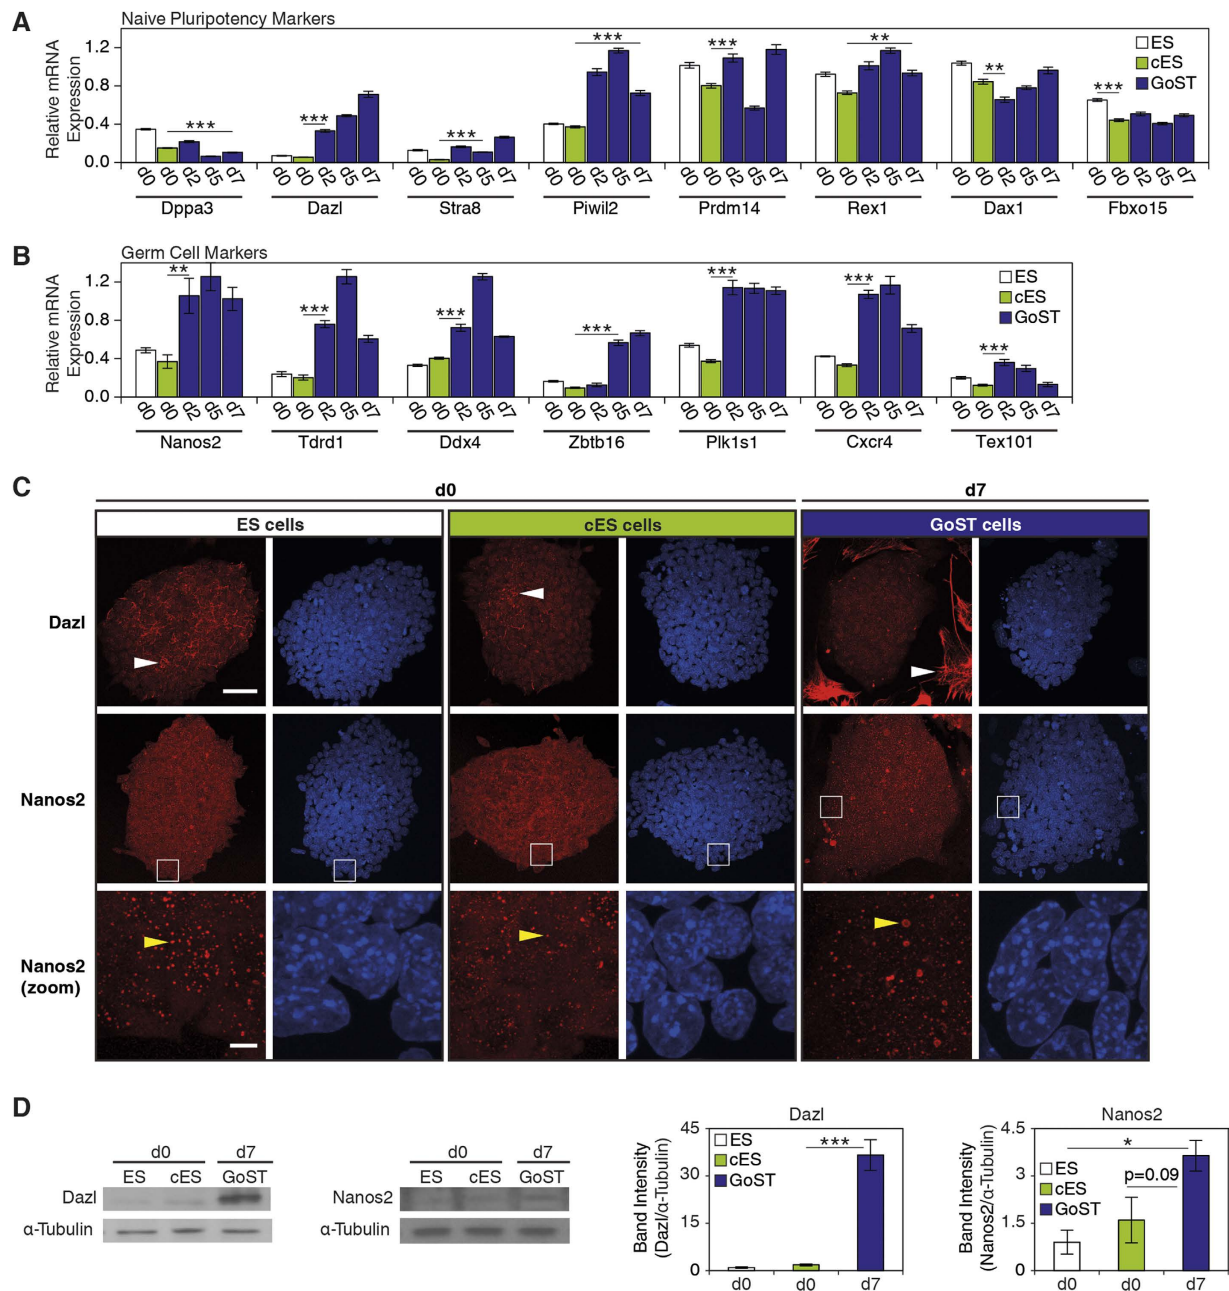 A
Naive Pluripotency Markers
Relative mRNA
Expression
1.2
0.8
0.4
0.0
*** *** *** *** *** ** ** ***
ES
cES
GoST
d0 d0 d2 d5 d7 d0 d0 d2 d5 d7 d0 d0 d2 d5 d7 d0 d0 d2 d5 d7 d0 d0 d2 d5 d7 d0 d0 d2 d5 d7 d0 d0 d2 d5 d7 d0 d0 d2 d5 d7
Dppa3 Dazl Stra8 Piwil2 Prdm14 Rex1 Dax1 Fbxo15
B
Germ Cell Markers
Relative mRNA
Expression
1.2
0.8
0.4
0.0
** *** *** *** *** *** ***
ES
cES
GoST
d0 d0 d2 d5 d7 d0 d0 d2 d5 d7 d0 d0 d2 d5 d7 d0 d0 d2 d5 d7 d0 d0 d2 d5 d7 d0 d0 d2 d5 d7 d0 d0 d2 d5 d7
Nanos2 Tdrd1 Ddx4 Zbtb16 Plk1s1 Cxcr4 Tex101
C
d0 d7
ES cells cES cells GoST cells
Dazl
Nanos2
Nanos2
(zoom)
D
d0 d7
ES cES GoST
Dazl
α-Tubulin
d0 d7
ES cES GoST
Nanos2
α-Tubulin
Dazl
Band Intensity
(Dazl/α-Tubulin)
45
30
15
0
ES
cES
GoST
***
d0 d0 d7
Nanos2
Band Intensity
(Nanos2/α-Tubulin)
4.5
3
1.5
0
ES
cES
GoST
*
p=0.09
d0 d0 d7